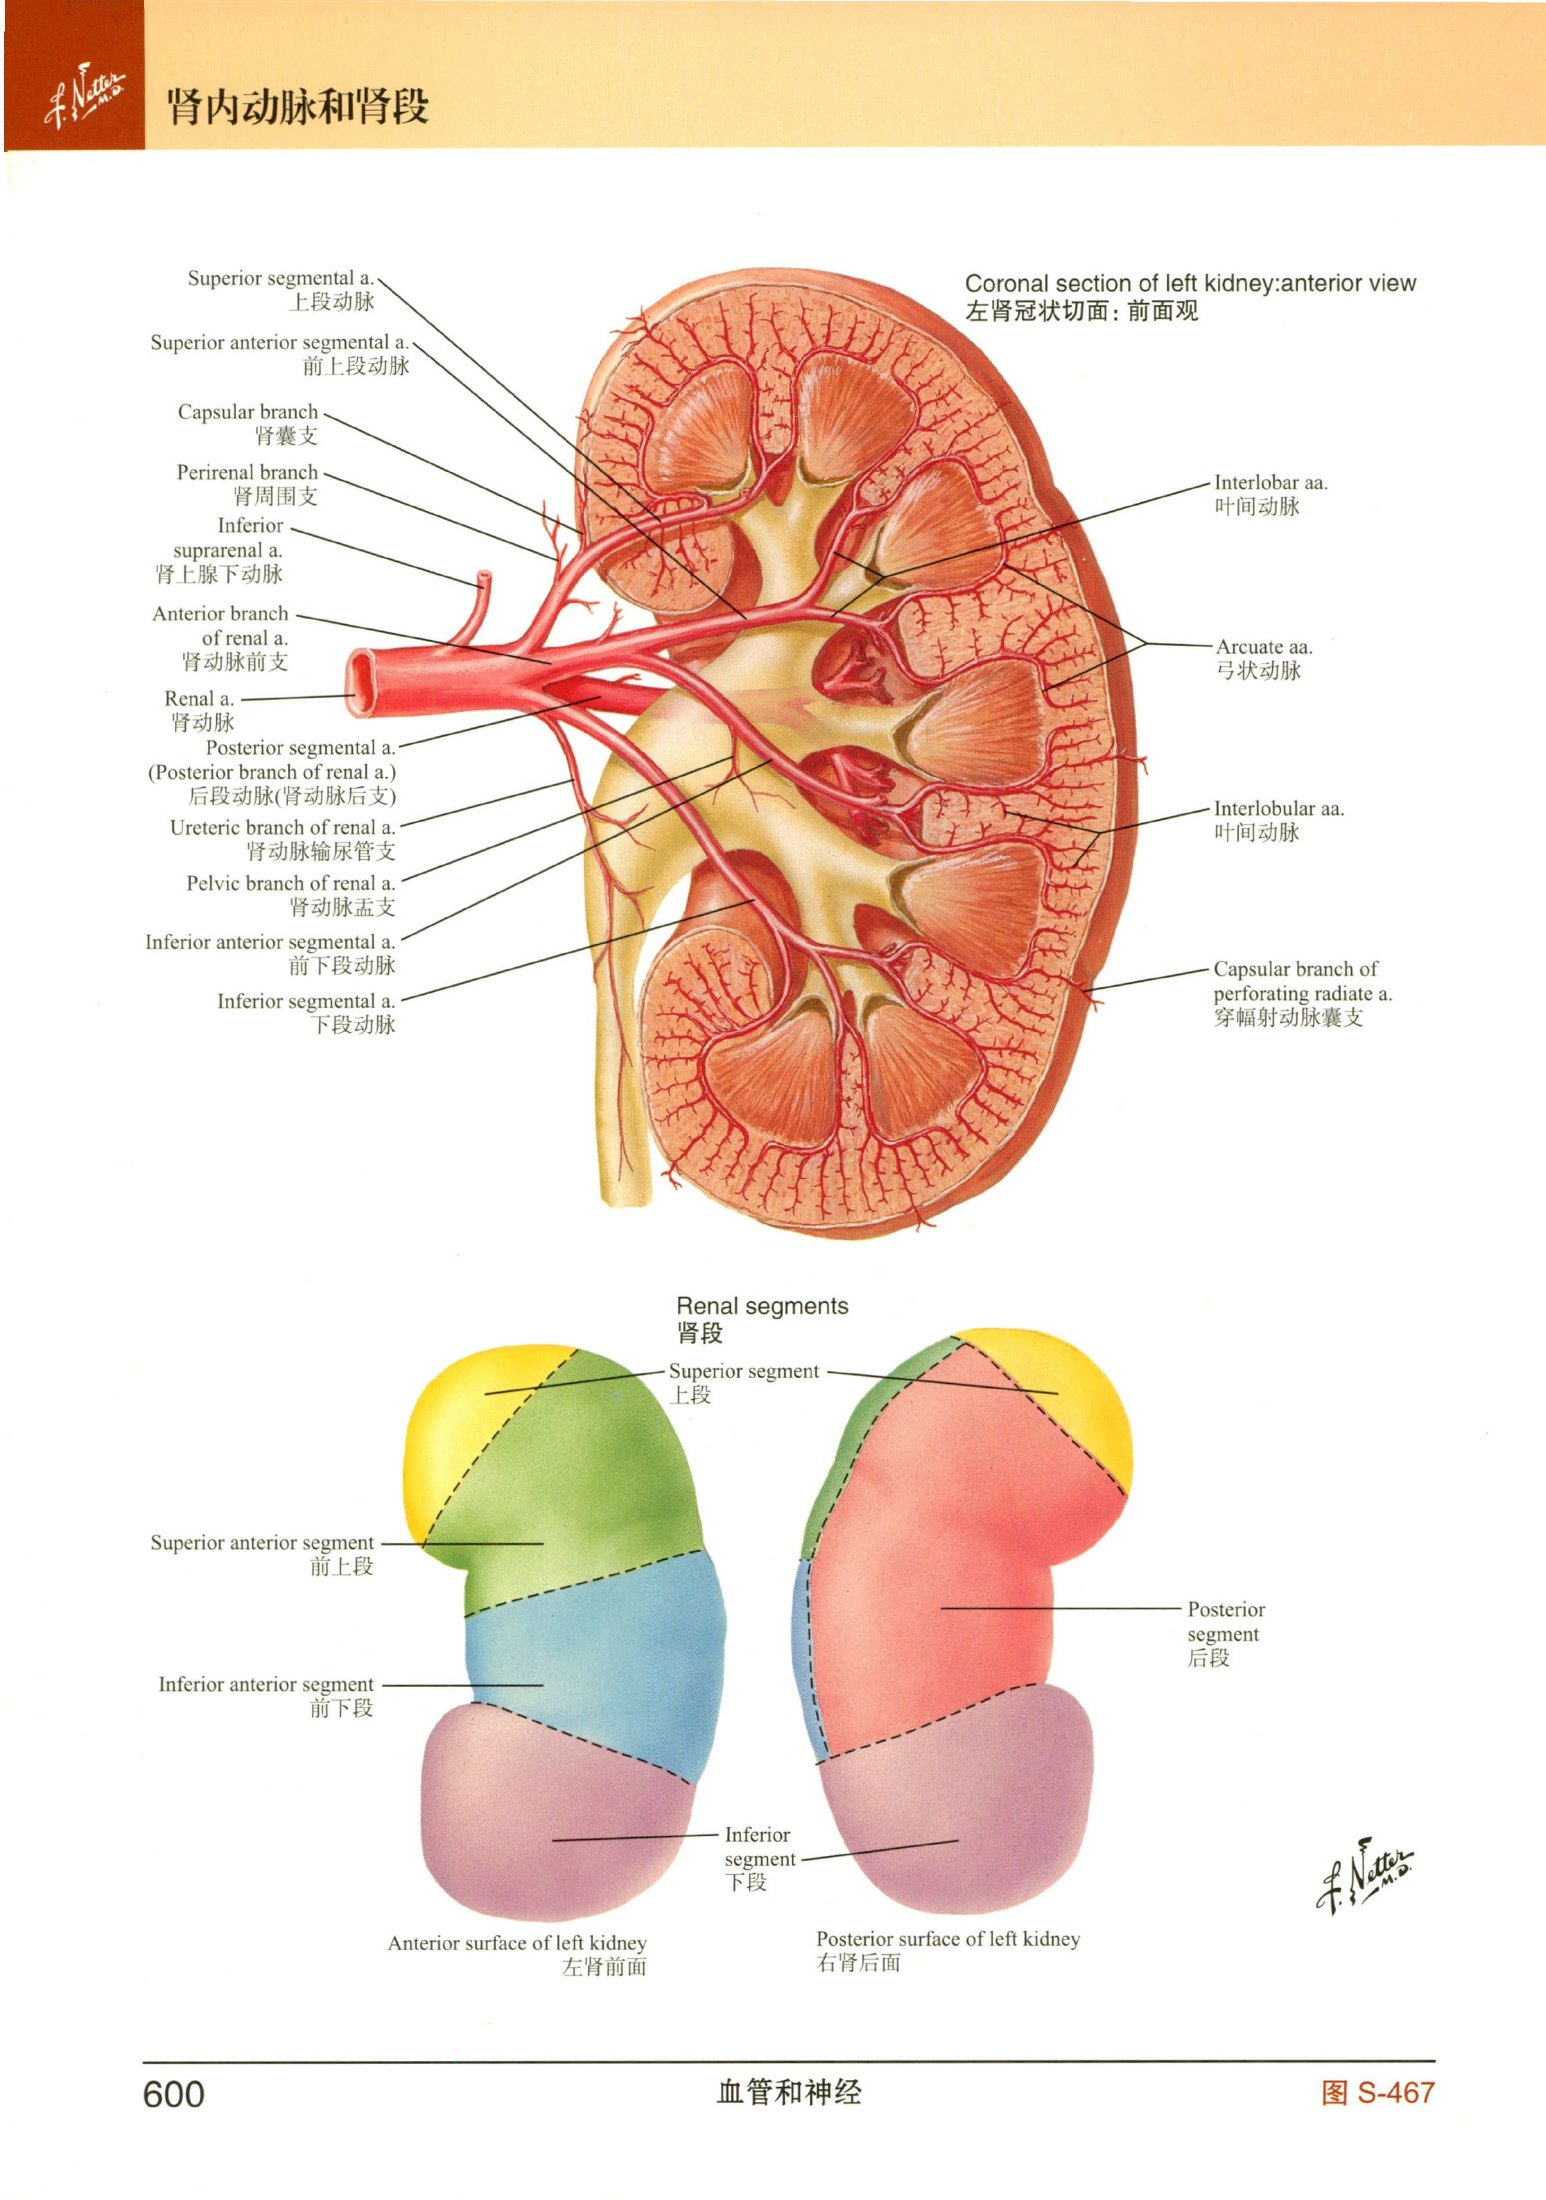 F. Netter M.D.
肾内动脉和肾段
Coronal section of left kidney:anterior view
左肾冠状切面：前面观
Superior segmental a.
上段动脉
Superior anterior segmental a.
前上段动脉
Capsular branch
肾囊支
Perirenal branch
肾周围支
Inferior
suprarenal a.
肾上腺下动脉
Anterior branch
of renal a.
肾动脉前支
Renal a.
肾动脉
Posterior segmental a.
(Posterior branch of renal a.)
后段动脉(肾动脉后支)
Ureteric branch of renal a.
肾动脉输尿管支
Pelvic branch of renal a.
肾动脉盂支
Inferior anterior segmental a.
前下段动脉
Inferior segmental a.
下段动脉
Interlobar aa.
叶间动脉
Arcuate aa.
弓状动脉
Interlobular aa.
叶间动脉
Capsular branch of
perforating radiate a.
穿幅射动脉囊支
Renal segments
肾段
Superior segment
上段
Superior anterior segment
前上段
Inferior anterior segment
前下段
Posterior
segment
后段
Inferior
segment
下段
Anterior surface of left kidney
左肾前面
Posterior surface of left kidney
右肾后面
F. Netter M.D.
600
血管和神经
图 S-467